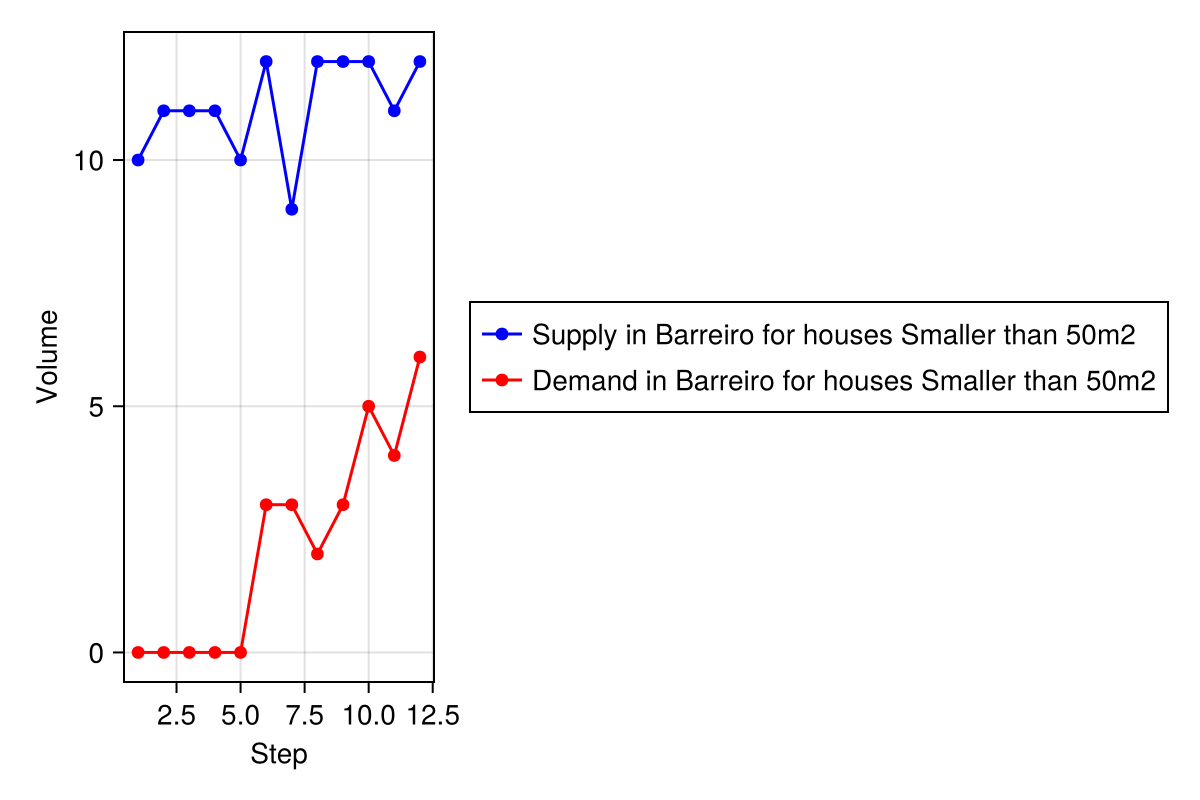 10
5
0
Volume
2.5 5.0 7.5 10.0 12.5
Step
Supply in Barreiro for houses Smaller than 50m2
Demand in Barreiro for houses Smaller than 50m2